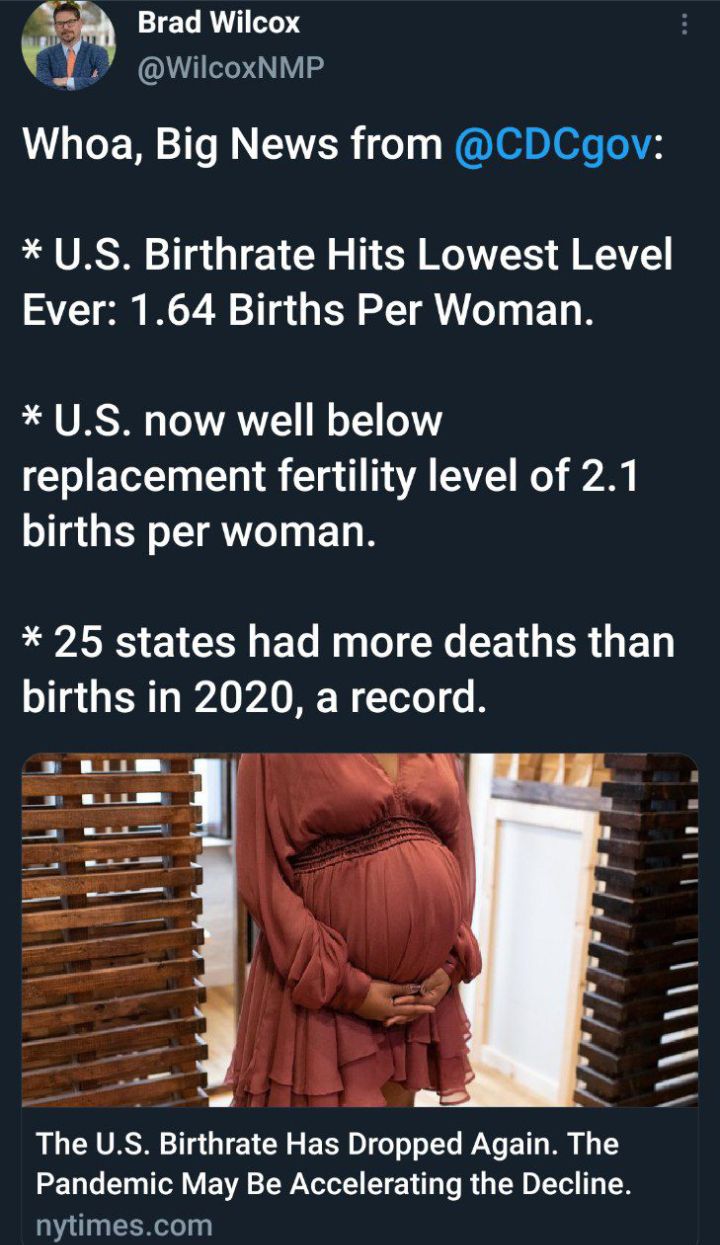 Brad Wilcox
@WilcoxNMP
Whoa, Big News from @CDCgov:
* U.S. Birthrate Hits Lowest Level
Ever: 1.64 Births Per Woman.
* U.S. now well below
replacement fertility level of 2.1
births per woman.
* 25 states had more deaths than
births in 2020, a record.
The U.S. Birthrate Has Dropped Again. The
Pandemic May Be Accelerating the Decline.
nytimes.com